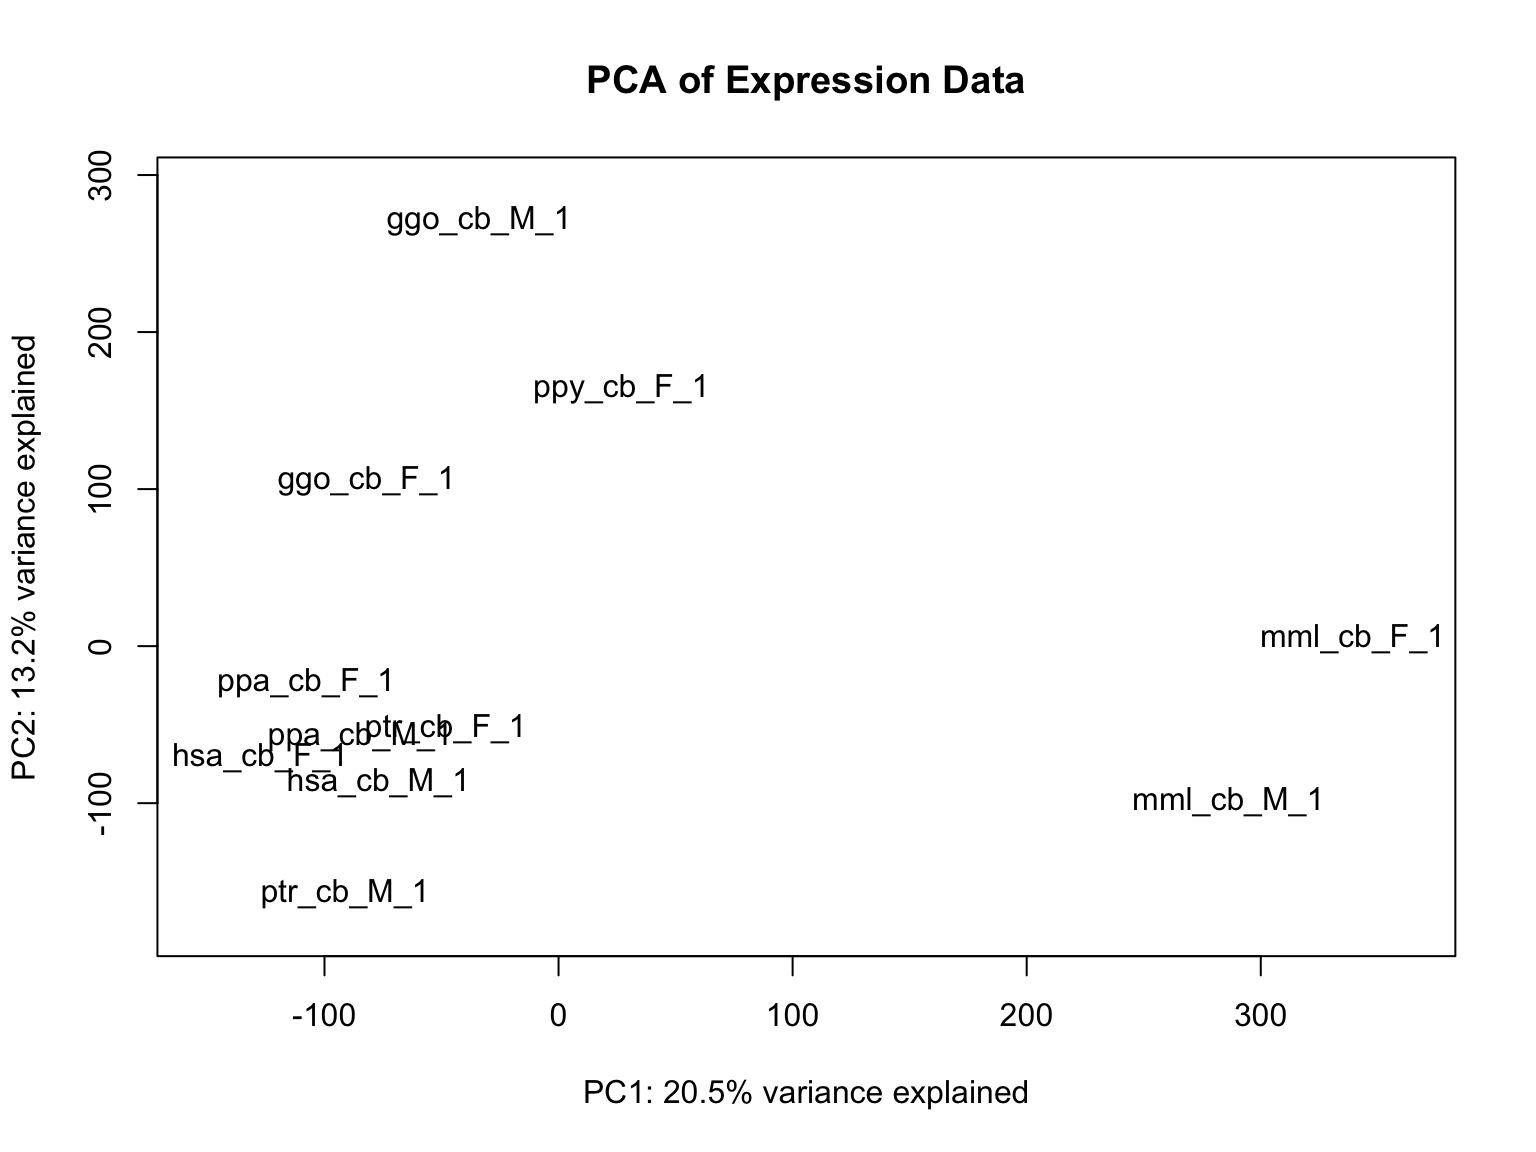 PCA of Expression Data
300
ggo_cb_M_1
200
ppy_cb_F_1
100
ggo_cb_F_1
0
mml_cb_F_1
ppa_cb_F_1
ptr_cb_F_1
ppa_cb_M_1
hsa_cb_F_1
hsa_cb_M_1
-100
mml_cb_M_1
ptr_cb_M_1
PC2: 13.2% variance explained
-100 0 100 200 300
PC1: 20.5% variance explained